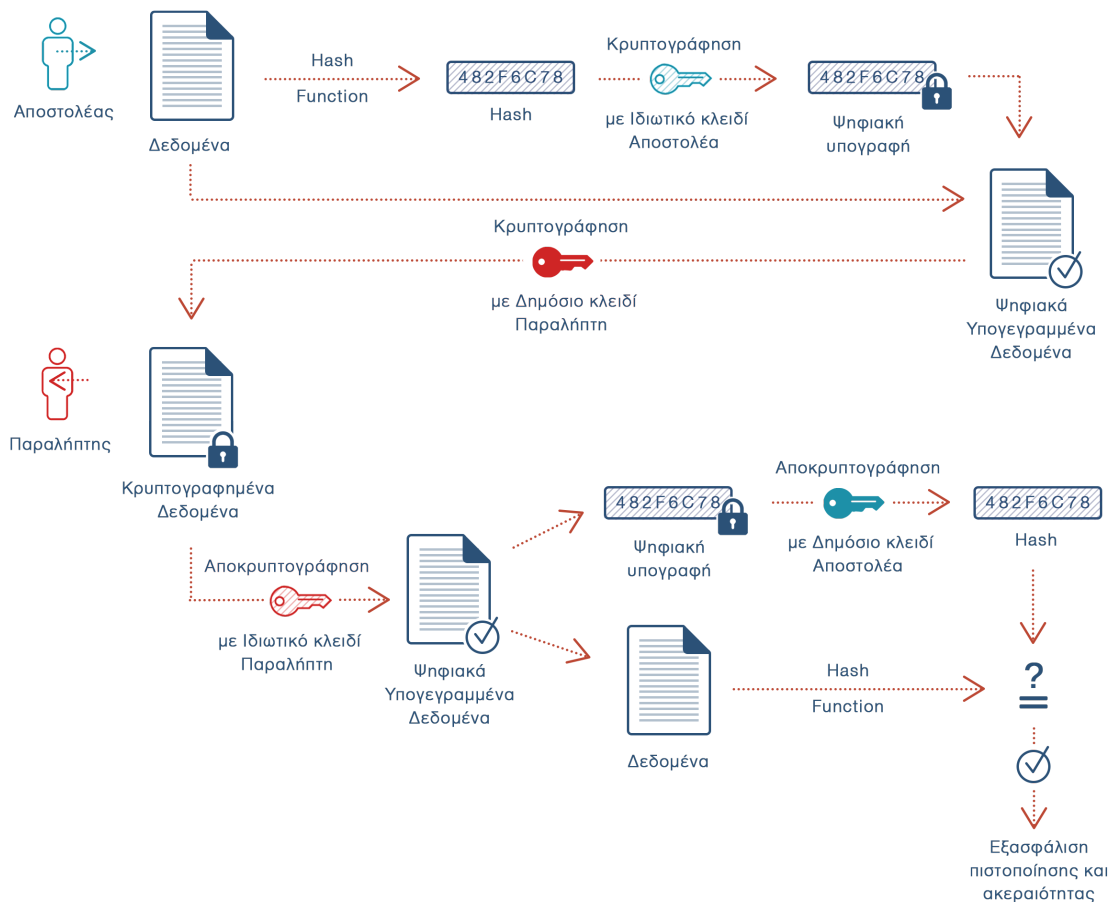 Αποστολέας
Δεδομένα
Hash
Function
482F6C78
Hash
Κρυπτογράφηση
με Ιδιωτικό κλειδί
Αποστολέα
482F6C78
Ψηφιακή
υπογραφή
Ψηφιακά
Υπογεγραμμένα
Δεδομένα
Κρυπτογράφηση
με Δημόσιο κλειδί
Παραλήπτη
Παραλήπτης
Κρυπτογραφημένα
Δεδομένα
Αποκρυπτογράφηση
με Ιδιωτικό κλειδί
Παραλήπτη
Ψηφιακά
Υπογεγραμμένα
Δεδομένα
482F6C78
Ψηφιακή
υπογραφή
Αποκρυπτογράφηση
με Δημόσιο κλειδί
Αποστολέα
482F6C78
Hash
Δεδομένα
Hash
Function
?
=
Εξασφάλιση
πιστοποίησης και
ακεραιότητας